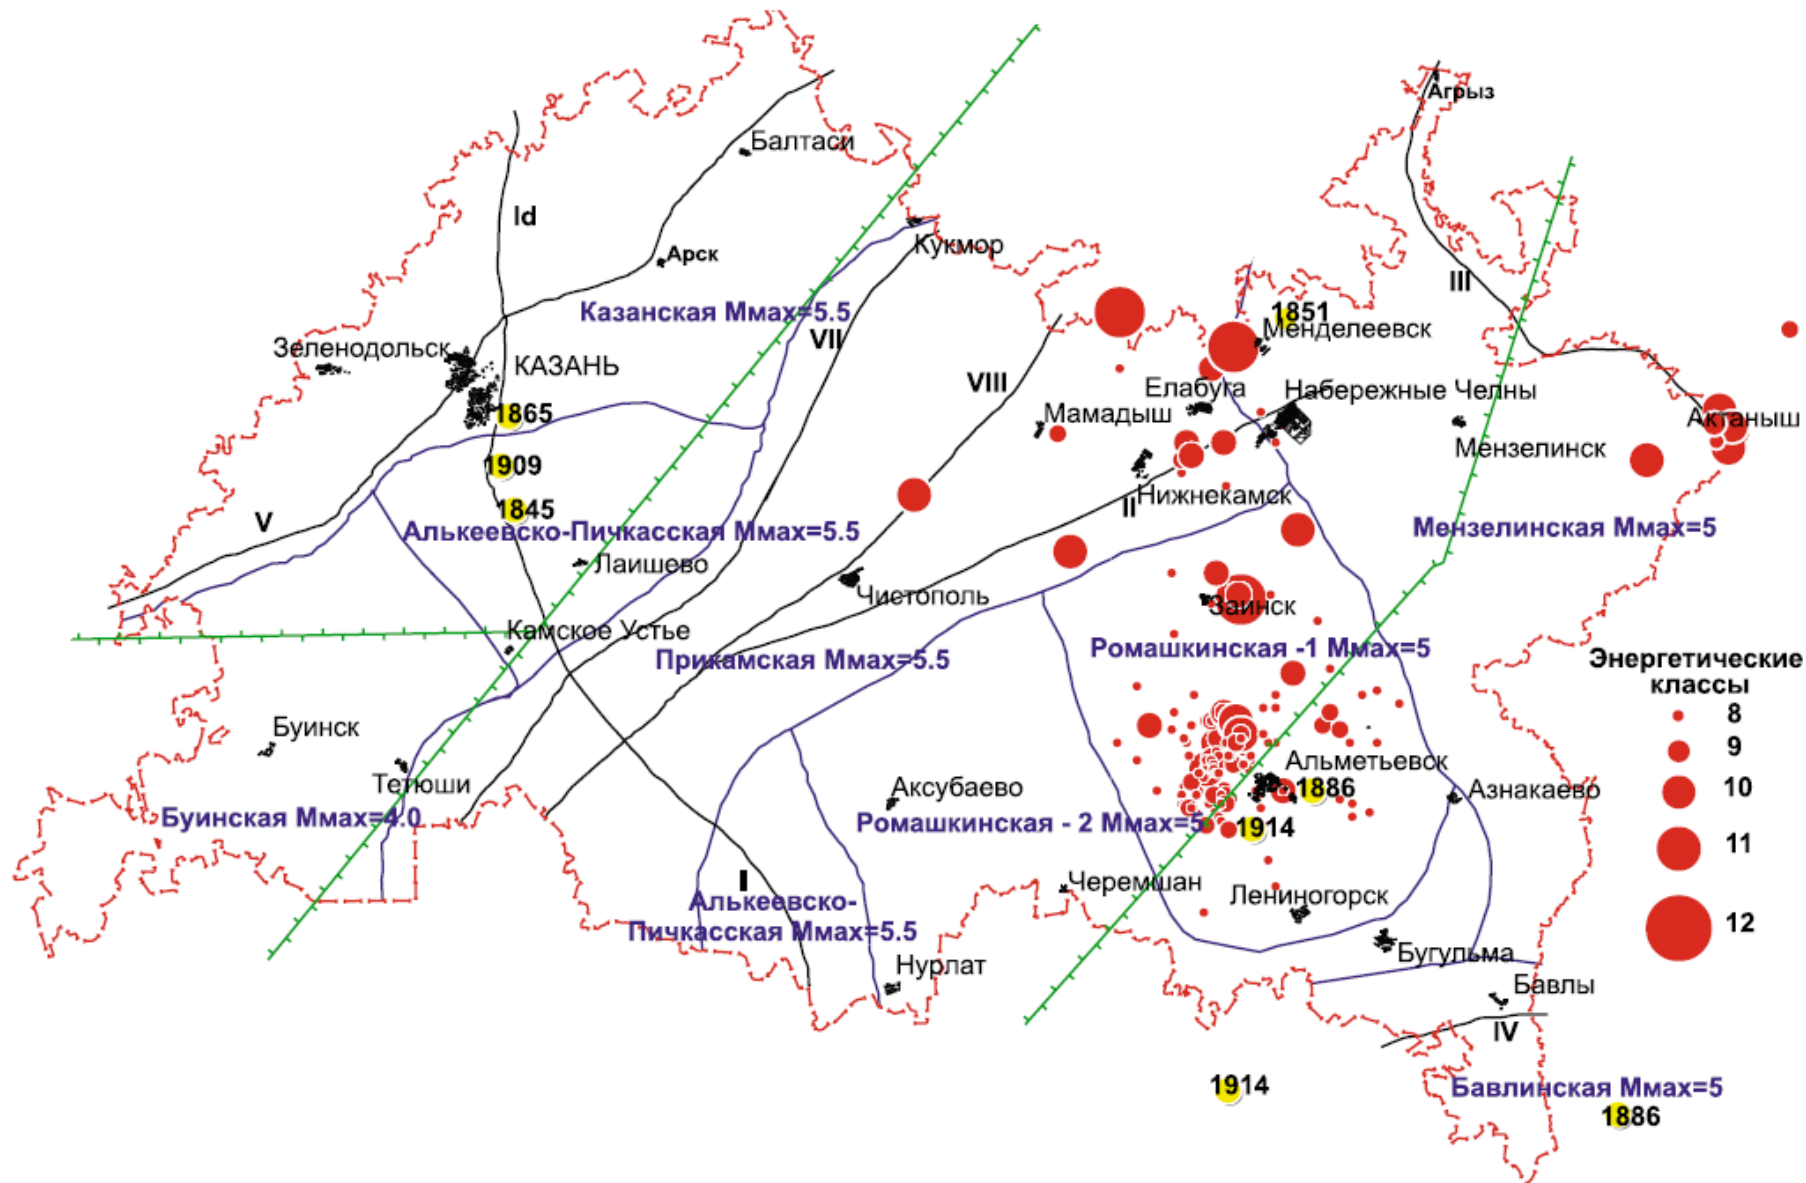 Агрыз
Балтаси
Id
Арск
Кукмор
III
Казанская Ммах=5.5
1851
Менделеевск
VII
Зеленодольск
КАЗАНЬ
VIII
Елабуга
Набережные Челны
1865
Мамадыш
Актаныш
Мензелинск
1909
Нижнекамск
II
1845
V
Алькеевско-Пичкасская Ммах=5.5
Мензелинская Ммах=5
Лаишево
Чистополь
Заинск
Камское Устье
Прикамская Ммах=5.5
Ромашкинская -1 Ммах=5
Энергетические
классы
8
9
10
11
12
Буинск
Тетюши
Альметьевск
1886
Азнакаево
Аксубаево
Буинская Ммах=4.0
Ромашкинская - 2 Ммах=5
1914
I
Черемшан
Лениногорск
Алькеевско-
Пичкасская Ммах=5.5
Бугульма
Нурлат
Бавлы
IV
1914
Бавлинская Ммах=5
1886